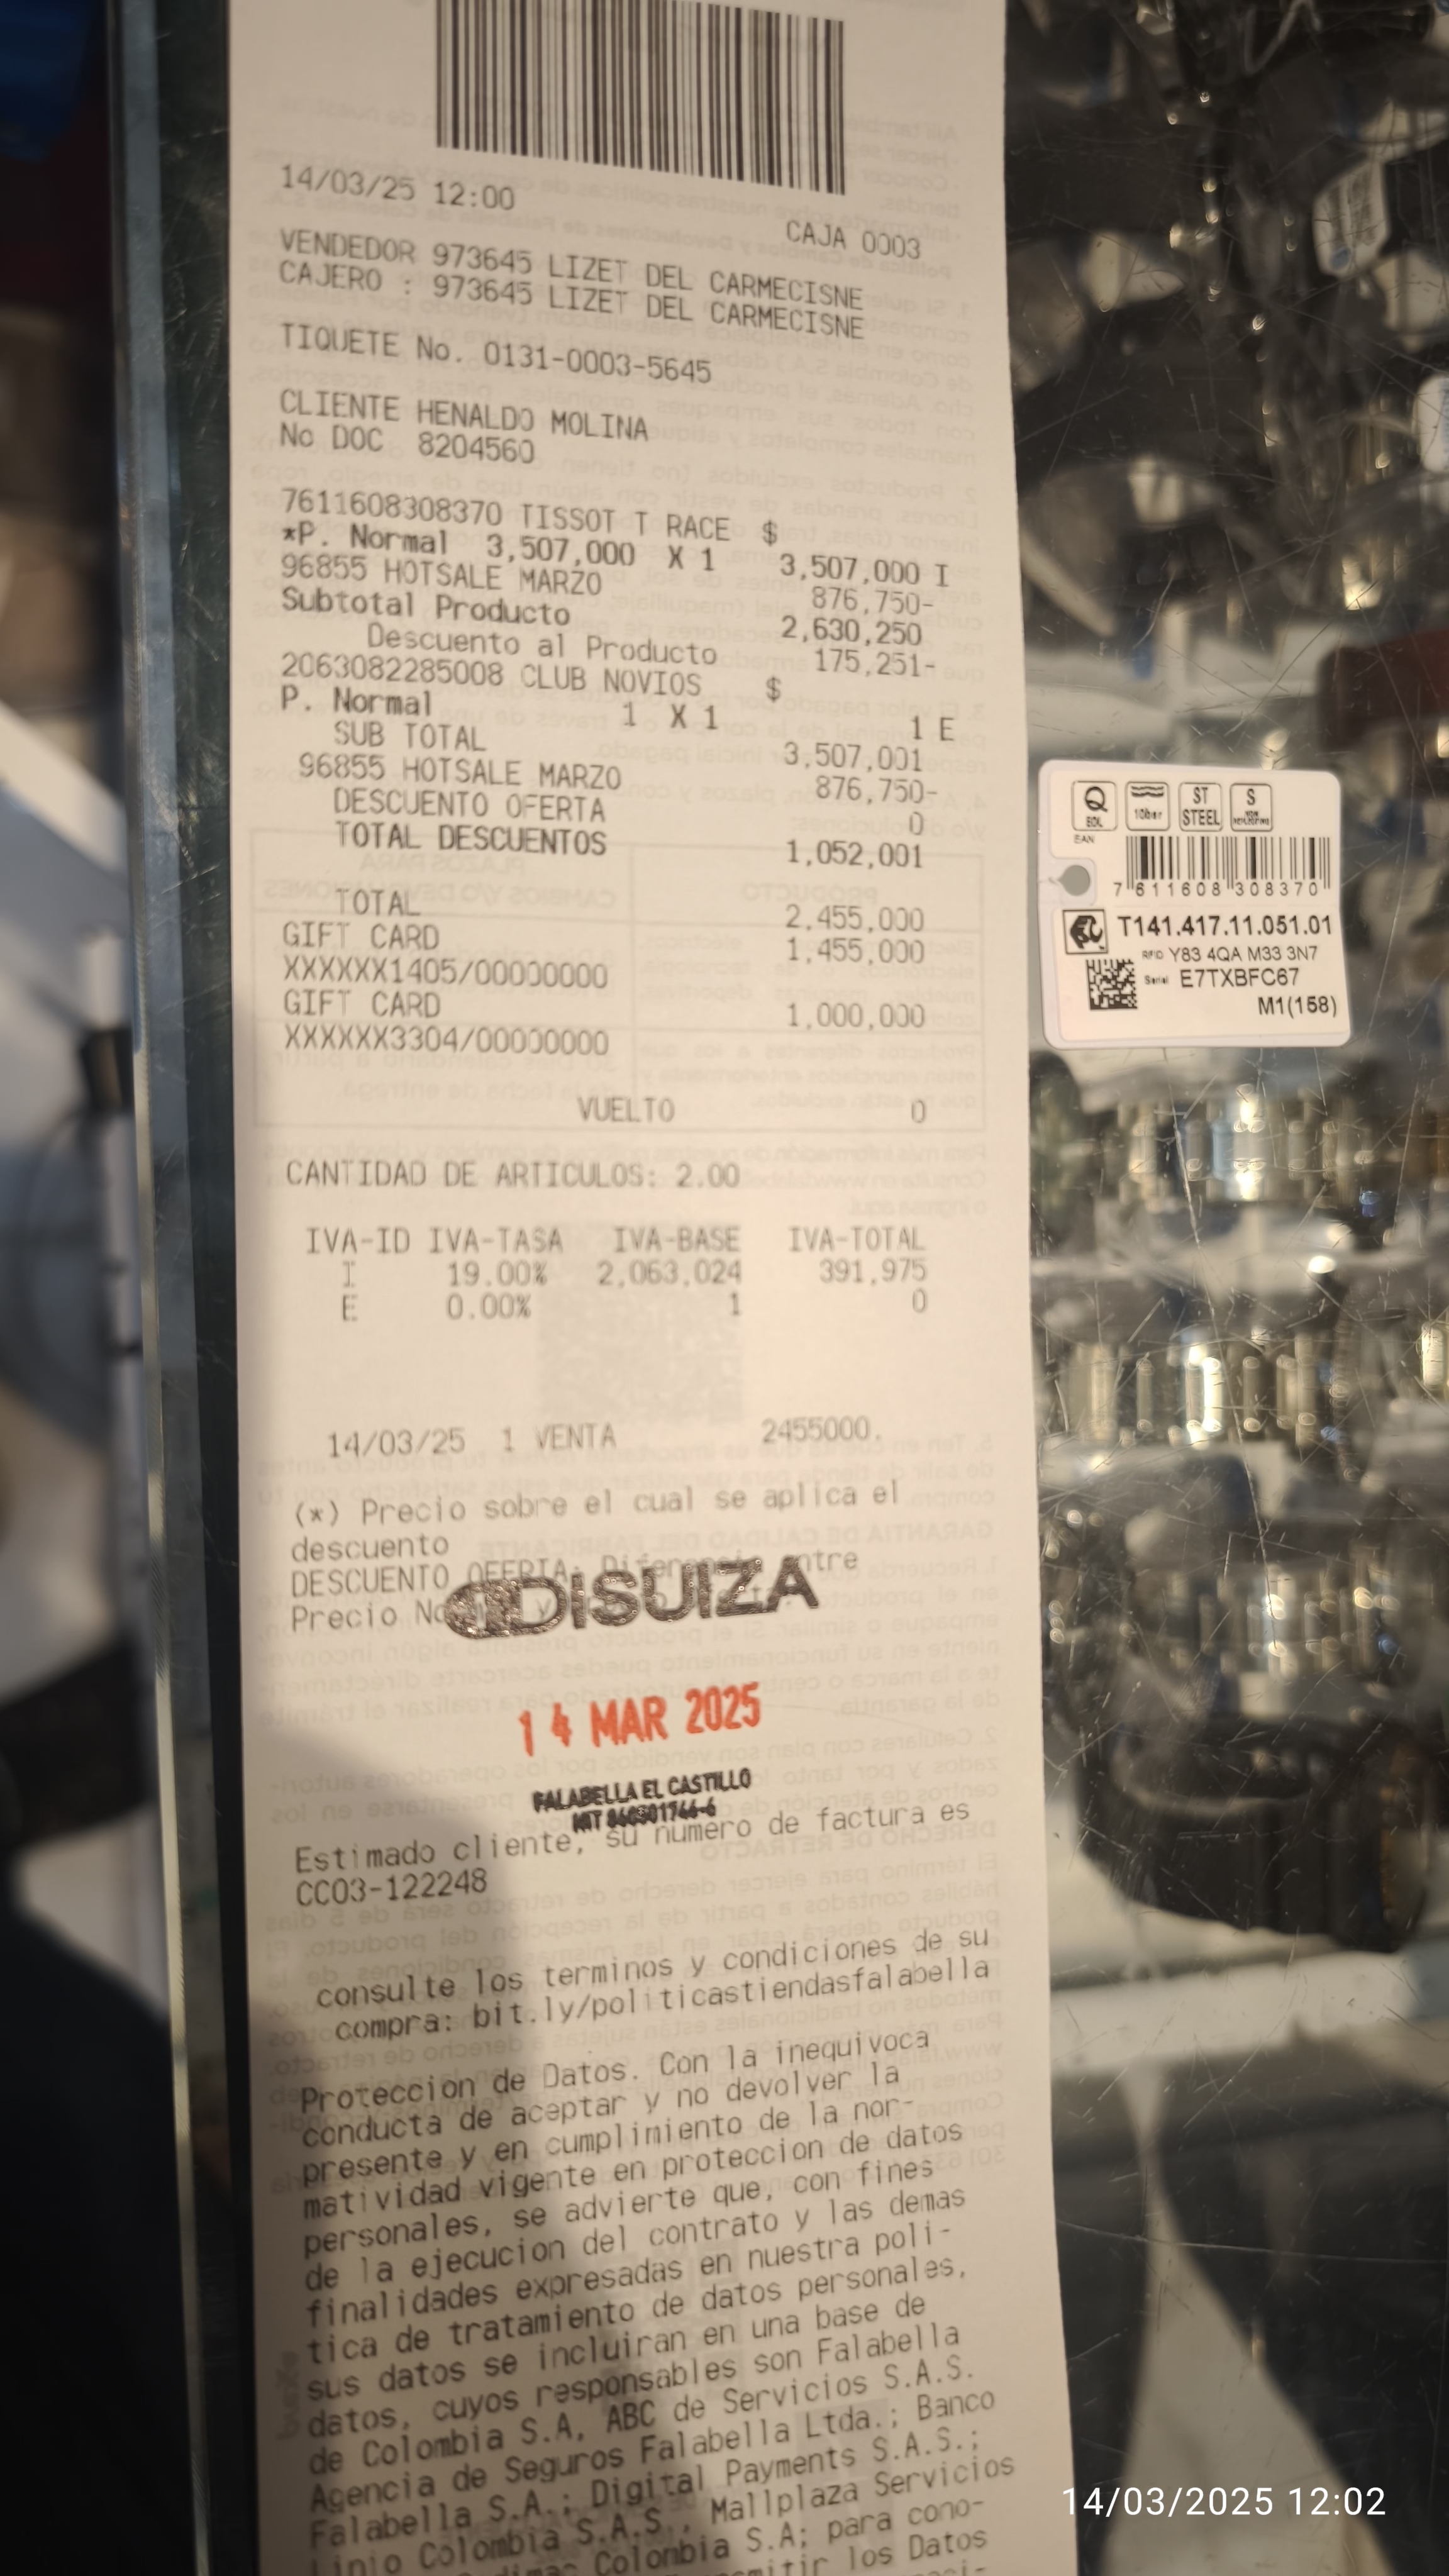 14/03/25 12:00
CAJA 0003
VENDEDOR 973645 LIZET DEL CARMECISNE
CAJERO : 973645 LIZET DEL CARMECISNE
TIQUETE No. 0131-0003-5645
CLIENTE HENALDO MOLINA
No DOC 8204560
7611608308370 TISSOT T RACE $
*P. Normal 3,507,000 X 1 3,507,000 I
96855 HOTSALE MARZO 876,750-
Subtotal Producto 2,630,250
Descuento al Producto 175,251-
2063082285008 CLUB NOVIOS $
P. Normal 1 X 1 1 E
SUB TOTAL 3,507,001
96855 HOTSALE MARZO 876,750-
DESCUENTO OFERTA 0
TOTAL DESCUENTOS 1,052,001
TOTAL 2,455,000
GIFT CARD 1,455,000
XXXXXX1405/00000000
GIFT CARD 1,000,000
XXXXXX3304/00000000
VUELTO 0
CANTIDAD DE ARTICULOS: 2.00
IVA-ID IVA-TASA IVA-BASE IVA-TOTAL
I 19.00% 2,063,024 391,975
E 0.00% 1 0
14/03/25 1 VENTA 2455000.
(*) Precio sobre el cual se aplica el
descuento
DESCUENTO OFERTA: Diferencia entre
Precio
DISUIZA
14 MAR 2025
FALABELLA EL CASTILLO
NIT
Estimado cliente, su numero de factura es
CC03-122248
consulte los terminos y condiciones de su
compra: bit.ly/politicastiendasfalabella
Proteccion de Datos. Con la inequivoca
conducta de aceptar y no devolver la
presente y en cumplimiento de la nor-
matividad vigente en proteccion de datos
personales, se advierte que, con fines
de la ejecucion del contrato y las demas
finalidades expresadas en nuestra poli-
tica de tratamiento de datos personales,
sus datos se incluiran en una base de
datos, cuyos responsables son Falabella
de Colombia S.A, ABC de Servicios S.A.S.
Agencia de Seguros Falabella Ltda.; Banco
Falabella S.A.; Digital Payments S.A.S.;
Linio Colombia S.A.S., Mallplaza Servicios
Colombia S.A; para cono-
los Datos
Q
EOL
10bar
ST
STEEL
S
EAN
7 611608 308370
T141.417.11.051.01
RFID Y83 4QA M33 3N7
Serial E7TXBFC67
M1(158)
14/03/2025 12:02